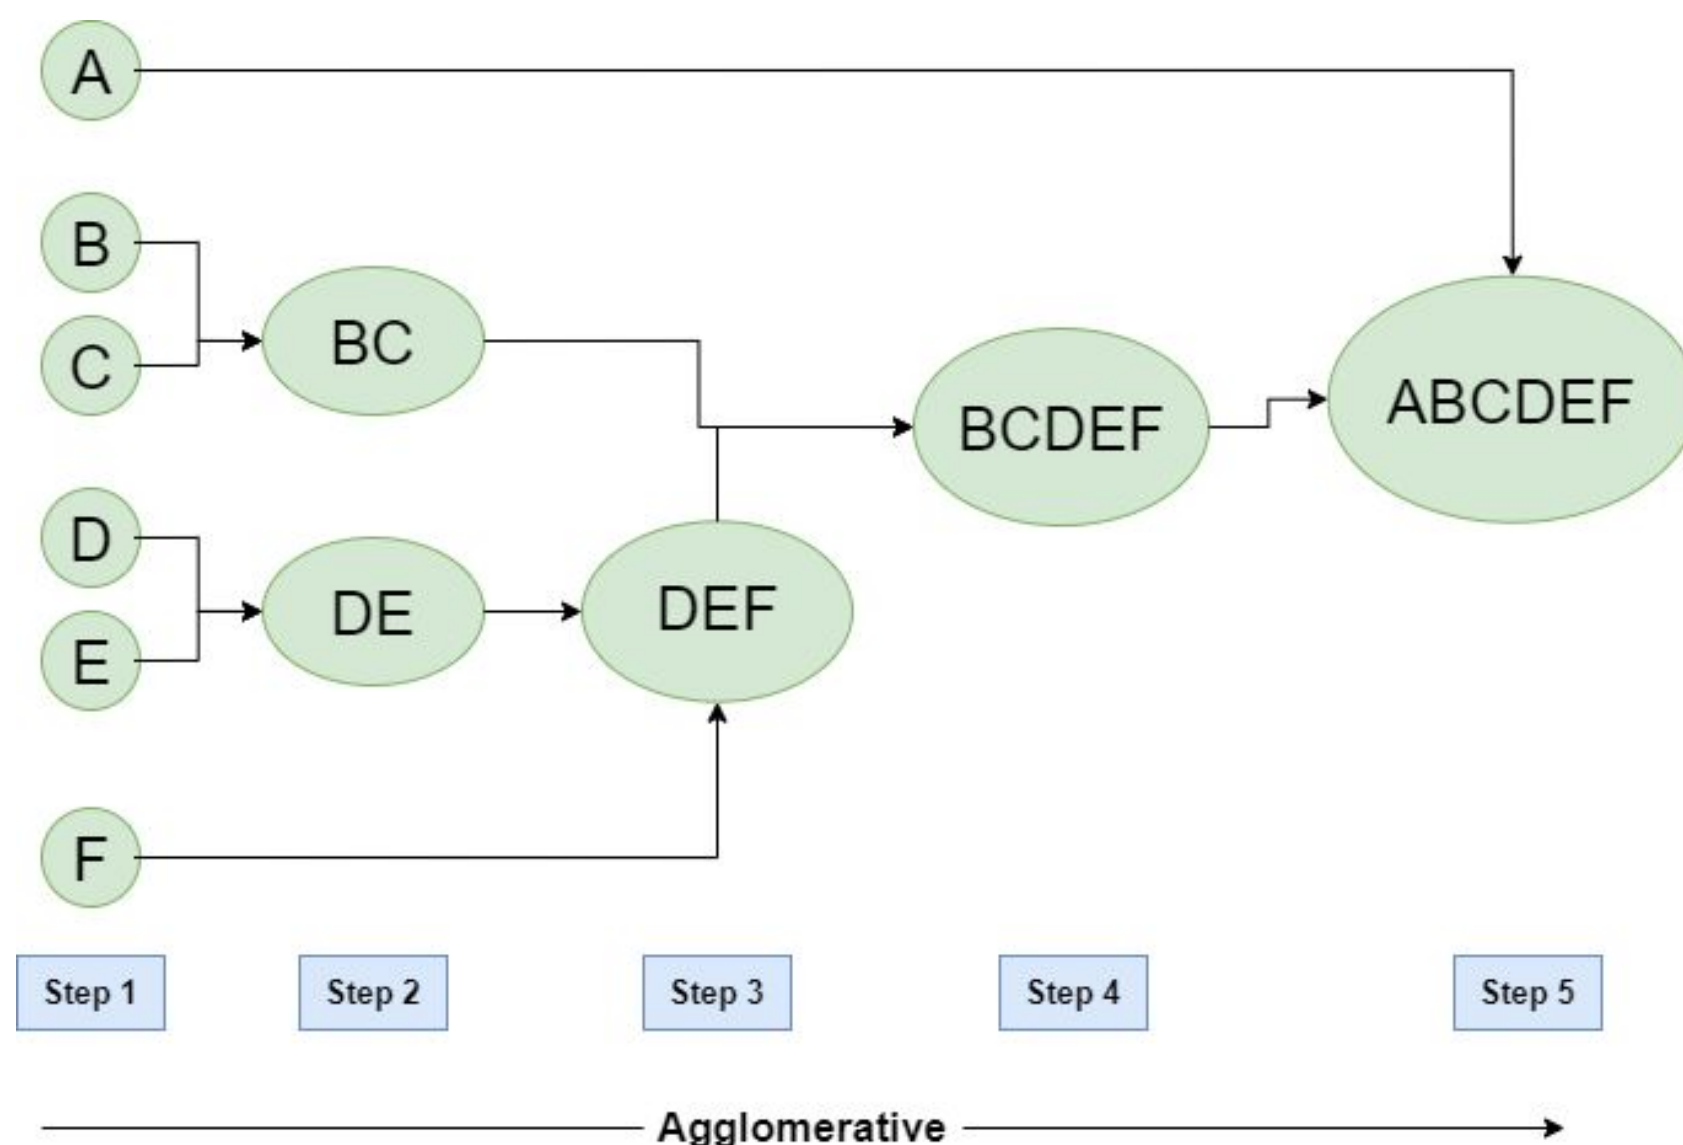 A
B
C
BC
BCDEF
ABCDEF
D
E
DE
DEF
F
Step 1
Step 2
Step 3
Step 4
Step 5
Agglomerative